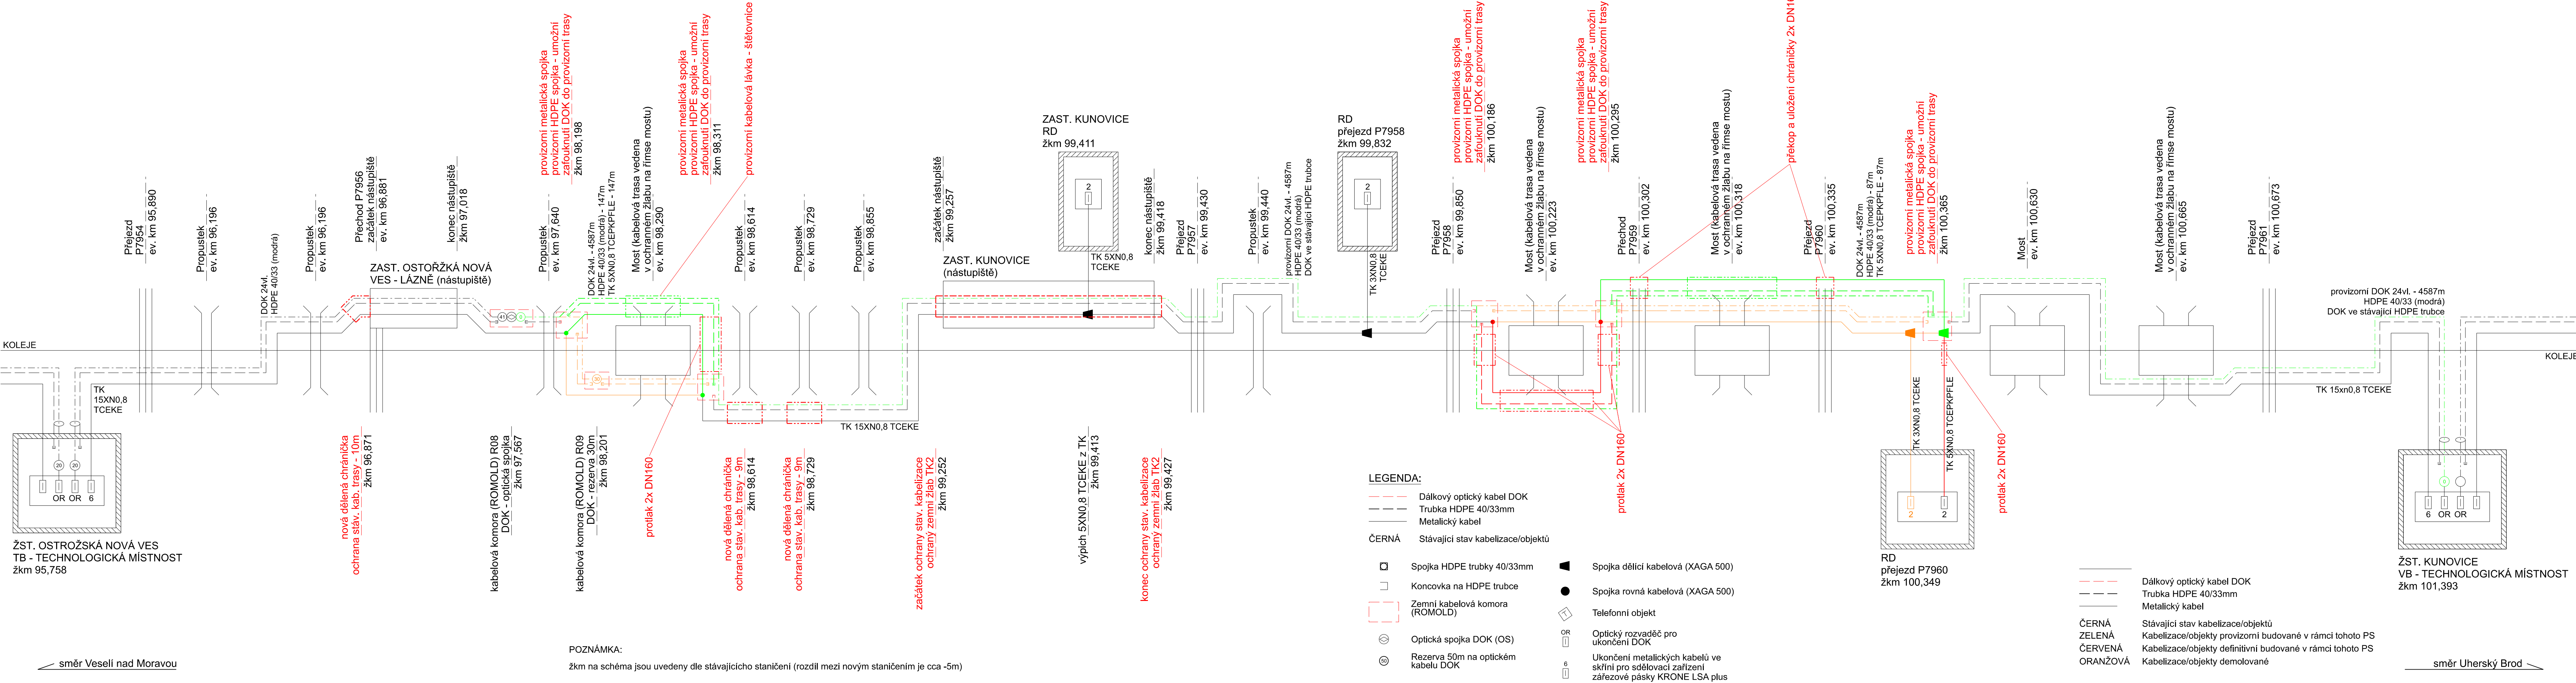 Přejezd
P7954
ev. km 95,890
Propustek
ev. km 96,196
DOK 24vl.
HDPE 40/33 (modrá)
Propustek
ev. km 96,196
Přechod P7956
začátek nástupiště
ev. km 96,881
konec nástupiště
žkm 97,018
ZAST. OSTOŘŽKÁ NOVÁ
VES - LÁZNĚ (nástupiště)
Propustek
ev. km 97,640
provizorní metalická spojka
provizorní HDPE spojka - umožní
zafouknutí DOK do provizorní trasy
žkm 98,198
DOK 24vl. - 4587m
HDPE 40/33 (modrá) - 147m
TK 5XN0,8 TCEPKPFLE - 147m
Most (kabelová trasa vedena
v ochranném žlabu na římse mostu)
ev. km 98,290
provizorní metalická spojka
provizorní HDPE spojka - umožní
zafouknutí DOK do provizorní trasy
žkm 98,311
provizorní kabelová lávka - štětovnice
Propustek
ev. km 98,614
Propustek
ev. km 98,729
Propustek
ev. km 98,855
začátek nástupiště
žkm 99,257
ZAST. KUNOVICE
(nástupiště)
ZAST. KUNOVICE
RD
žkm 99,411
2
TK 5XN0,8
TCEKE
konec nástupiště
žkm 99,418
Přejezd
P7957
ev. km 99,430
Propustek
ev. km 99,440
provizorní DOK 24vl. - 4587m
HDPE 40/33 (modrá)
DOK ve stávající HDPE trubce
RD
přejezd P7958
žkm 99,832
2
TK 3XN0,8
TCEKE
Přejezd
P7958
ev. km 99,850
provizorní metalická spojka
provizorní HDPE spojka - umožní
zafouknutí DOK do provizorní trasy
žkm 100,186
Most (kabelová trasa vedena
v ochranném žlabu na římse mostu)
ev. km 100,223
provizorní metalická spojka
provizorní HDPE spojka - umožní
zafouknutí DOK do provizorní trasy
žkm 100,295
Přechod
P7959
ev. km 100,302
Most (kabelová trasa vedena
v ochranném žlabu na římse mostu)
ev. km 100,318
překop a uložení chráničky 2x DN16
Přejezd
P7960
ev. km 100,335
DOK 24vl. - 4587m
HDPE 40/33 (modrá) - 87m
TK 5XN0,8 TCEPKPFLE - 87m
provizorní metalická spojka
provizorní HDPE spojka - umožní
zafouknutí DOK do provizorní trasy
žkm 100,365
Most
ev. km 100,630
Most (kabelová trasa vedena
v ochranném žlabu na římse mostu)
ev. km 100,665
Přejezd
P7961
ev. km 100,673
provizorní DOK 24vl. - 4587m
HDPE 40/33 (modrá)
DOK ve stávající HDPE trubce
KOLEJE
KOLEJE
TK
15XN0,8
TCEKE
20
20
OR
OR
6
ŽST. OSTROŽSKÁ NOVÁ VES
TB - TECHNOLOGICKÁ MÍSTNOST
žkm 95,758
nová dělená chránička
ochrana stáv. kab. trasy - 10m
žkm 96,871
kabelová komora (ROMOLD) R08
DOK - optická spojka
žkm 97,567
kabelová komora (ROMOLD) R09
DOK - rezerva 30m
žkm 98,201
protlak 2x DN160
nová dělená chránička
ochrana stav. kab. trasy - 9m
žkm 98,614
nová dělená chránička
ochrana stav. kab. trasy - 9m
žkm 98,729
TK 15XN0,8 TCEKE
začátek ochrany stav. kabelizace
ochraný zemní žlab TK2
žkm 99,252
výpich 5XN0,8 TCEKE z TK
žkm 99,413
konec ochrany stav. kabelizace
ochraný zemní žlab TK2
žkm 99,427
protlak 2x DN160
TK 3XN0,8 TCEKE
TK 5XN0,8 TCEPKPFLE
2
2
RD
přejezd P7960
žkm 100,349
protlak 2x DN160
TK 15xn0,8 TCEKE
6
OR
OR
ŽST. KUNOVICE
VB - TECHNOLOGICKÁ MÍSTNOST
žkm 101,393
LEGENDA:
Dálkový optický kabel DOK
Trubka HDPE 40/33mm
Metalický kabel
ČERNÁ Stávající stav kabelizace/objektů
Spojka HDPE trubky 40/33mm
Koncovka na HDPE trubce
Zemní kabelová komora
(ROMOLD)
Optická spojka DOK (OS)
50
Rezerva 50m na optickém
kabelu DOK
Spojka dělící kabelová (XAGA 500)
Spojka rovná kabelová (XAGA 500)
T
Telefonní objekt
OR
Optický rozvaděč pro
ukončení DOK
6
Ukončení metalických kabelů ve
skříni pro sdělovací zařízení
zářezové pásky KRONE LSA plus
Dálkový optický kabel DOK
Trubka HDPE 40/33mm
Metalický kabel
ČERNÁ Stávající stav kabelizace/objektů
ZELENÁ Kabelizace/objekty provizorní budované v rámci tohoto PS
ČERVENÁ Kabelizace/objekty definitivní budované v rámci tohoto PS
ORANŽOVÁ Kabelizace/objekty demolované
POZNÁMKA:
žkm na schéma jsou uvedeny dle stávajícícho staničení (rozdíl mezi novým staničením je cca -5m)
směr Veselí nad Moravou
směr Uherský Brod